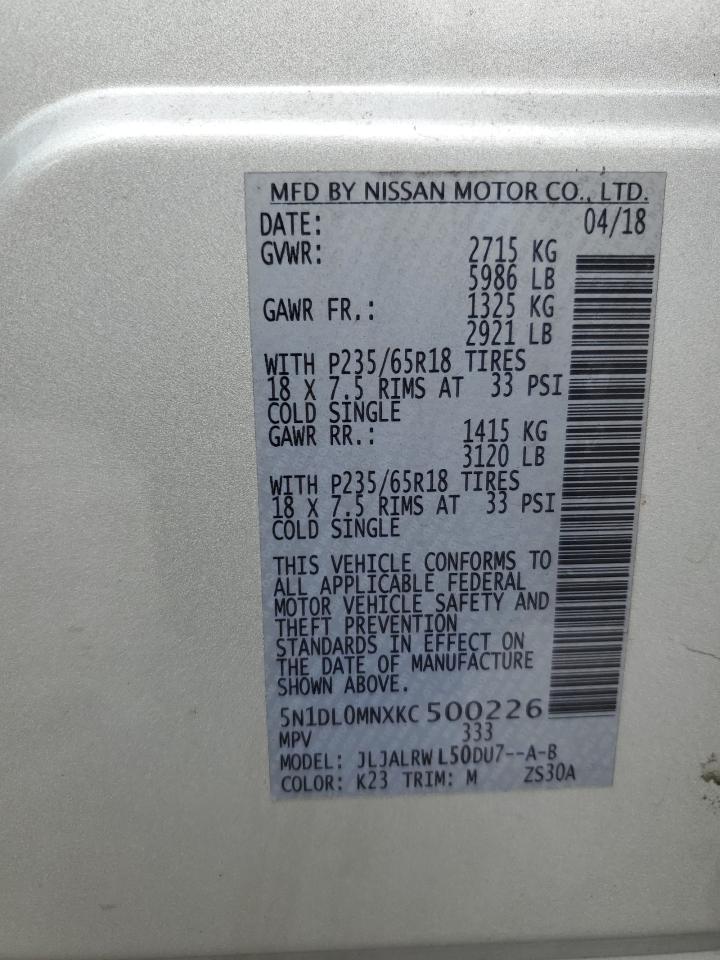 MFD BY NISSAN MOTOR CO., LTD.
DATE: 04/18
GVWR: 2715 KG
5986 LB
GAWR FR.: 1325 KG
2921 LB
WITH P235/65R18 TIRES
18 X 7.5 RIMS AT 33 PSI
COLD SINGLE
GAWR RR.: 1415 KG
3120 LB
WITH P235/65R18 TIRES
18 X 7.5 RIMS AT 33 PSI
COLD SINGLE
THIS VEHICLE CONFORMS TO
ALL APPLICABLE FEDERAL
MOTOR VEHICLE SAFETY AND
THEFT PREVENTION
STANDARDS IN EFFECT ON
THE DATE OF MANUFACTURE
SHOWN ABOVE.
5N1DL0MNXKC 500226
MPV 333
MODEL: JLJALRW L50DU7--A-B
COLOR: K23 TRIM: M ZS30A